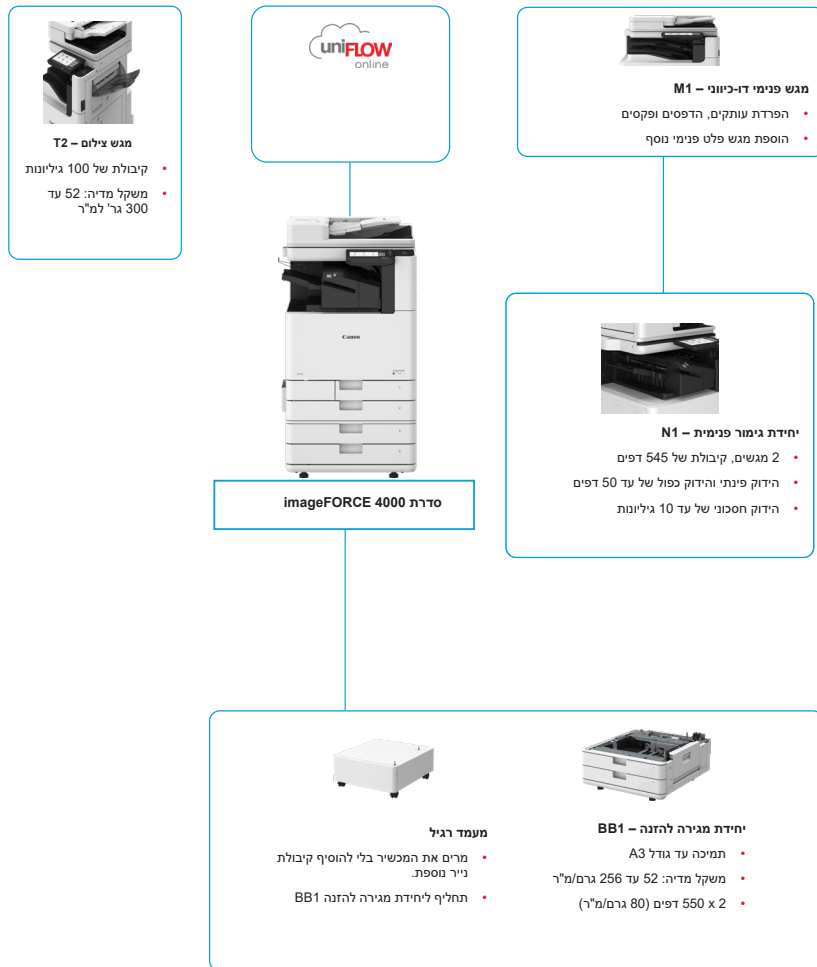 uniFLOW
online
מגש פנימי דו-כיווני – M1
• הפרדת עותקים, הדפסים ופקסים
• הוספת מגש פלט פנימי נוסף
מגש צילום – T2
• קיבולת של 100 גיליונות
• משקל מדיה: 52 עד
300 גר' למ"ר
Canon
סדרת imageFORCE 4000
יחידת גימור פנימית – N1
• 2 מגשים, קיבולת של 545 דפים
• הידוק פינתי והידוק כפול של עד 50 דפים
• הידוק חסכוני של עד 10 גיליונות
יחידת מגירה להזנה – BB1
• תמיכה עד גודל A3
• משקל מדיה: 52 עד 256 גרם/מ"ר
• 2 x 550 דפים (80 גרם/מ"ר)
מעמד רגיל
• מרים את המכשיר בלי להוסיף קיבולת
נייר נוספת.
• תחליף ליחידת מגירה להזנה BB1